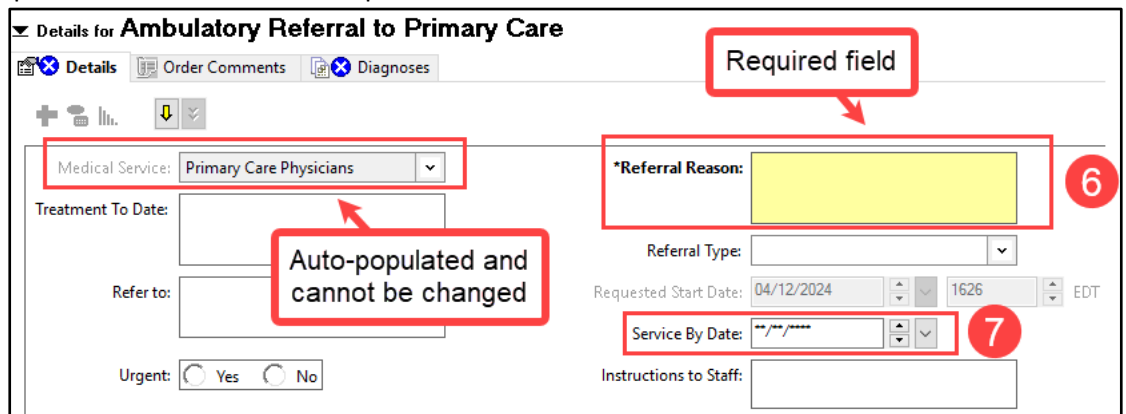 Details for Ambulatory Referral to Primary Care
Details Order Comments Diagnoses
Required field
Medical Service: Primary Care Physicians
*Referral Reason:
6
Treatment To Date:
Auto-populated and
cannot be changed
Referral Type:
Refer to:
Requested Start Date: 04/12/2024 1626 EDT
Service By Date: **/**/****
7
Urgent: Yes No
Instructions to Staff: